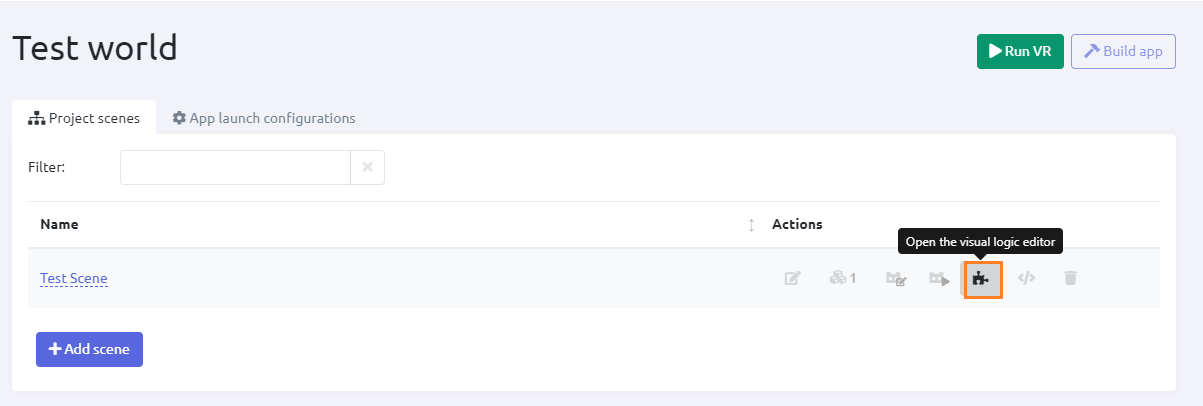 Test world
Run VR
Build app
Project scenes
App launch configurations
Filter:
Name
Actions
Open the visual logic editor
Test Scene
1
Add scene